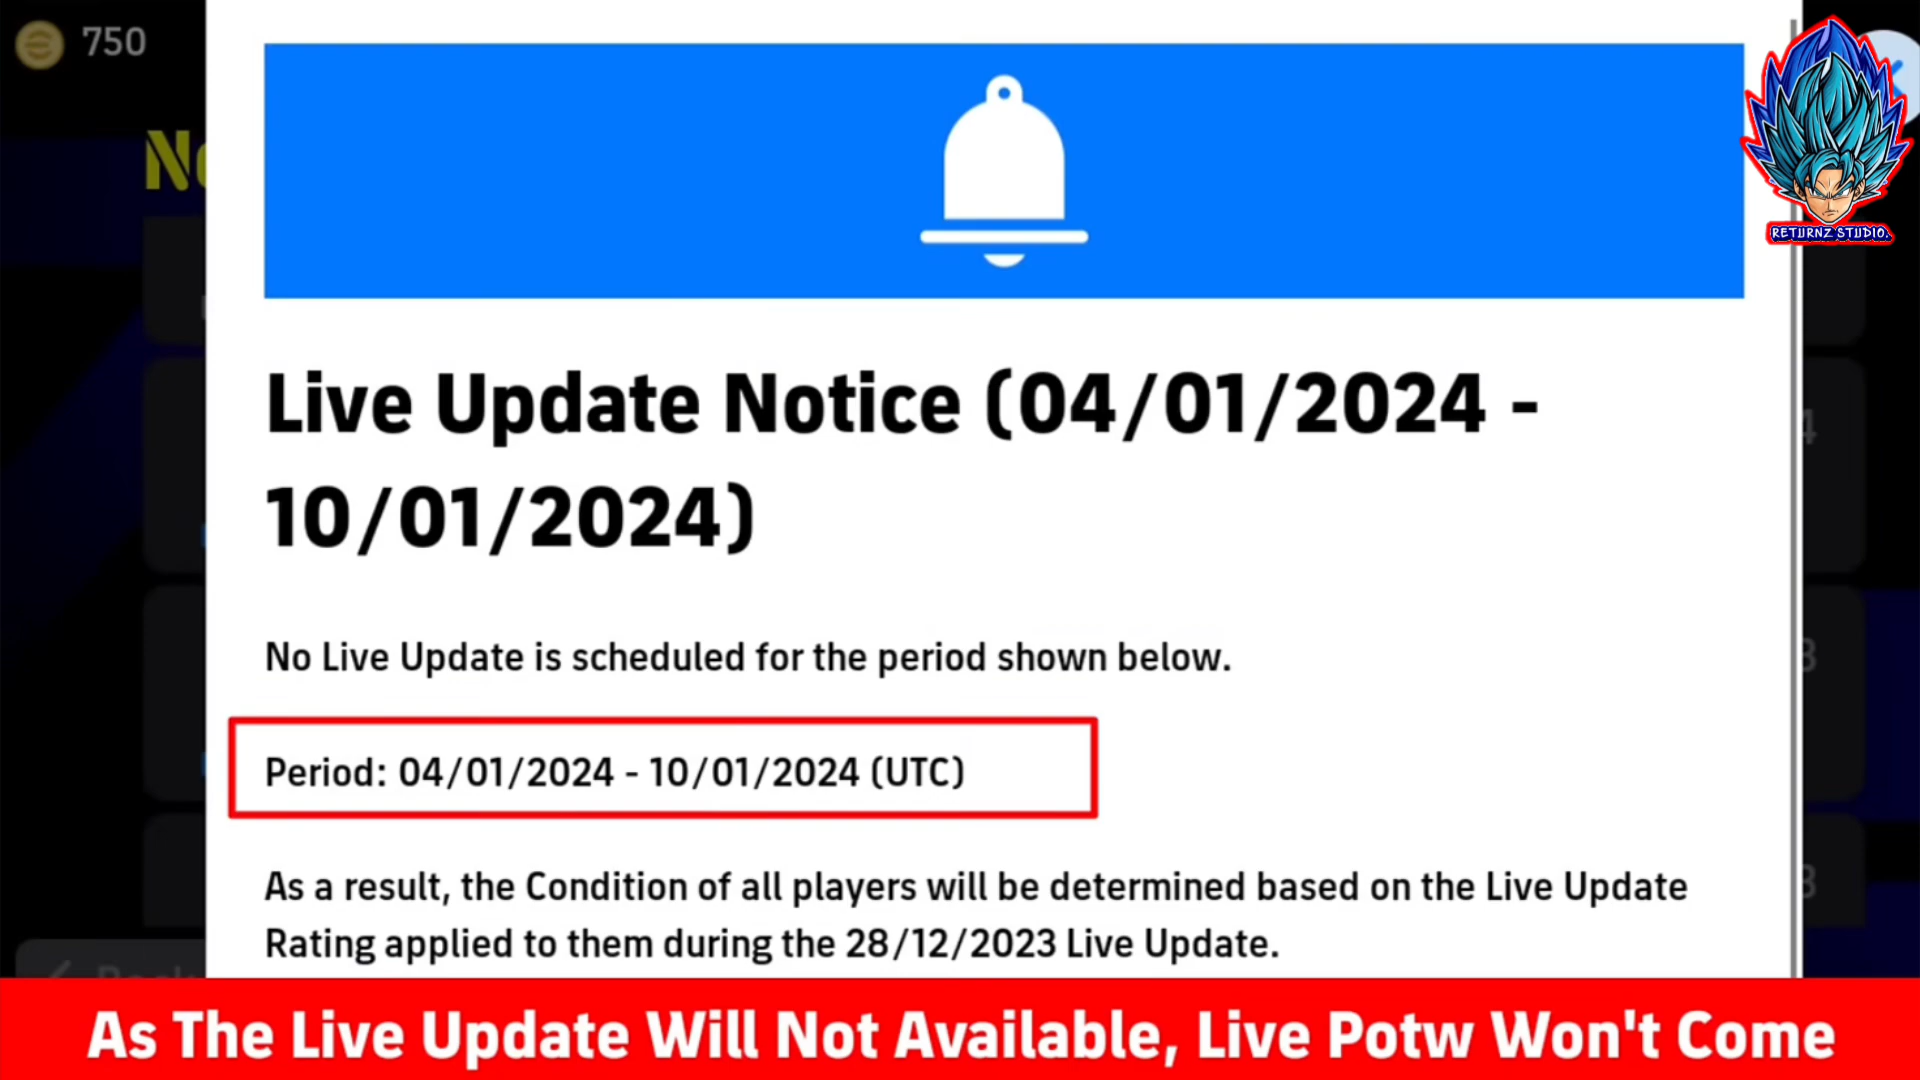 750
No
RETURNZ STUDIO.
Live Update Notice (04/01/2024 -
10/01/2024)
No Live Update is scheduled for the period shown below.
Period: 04/01/2024 - 10/01/2024 (UTC)
As a result, the Condition of all players will be determined based on the Live Update
Rating applied to them during the 28/12/2023 Live Update.
Back
As The Live Update Will Not Available, Live Potw Won't Come